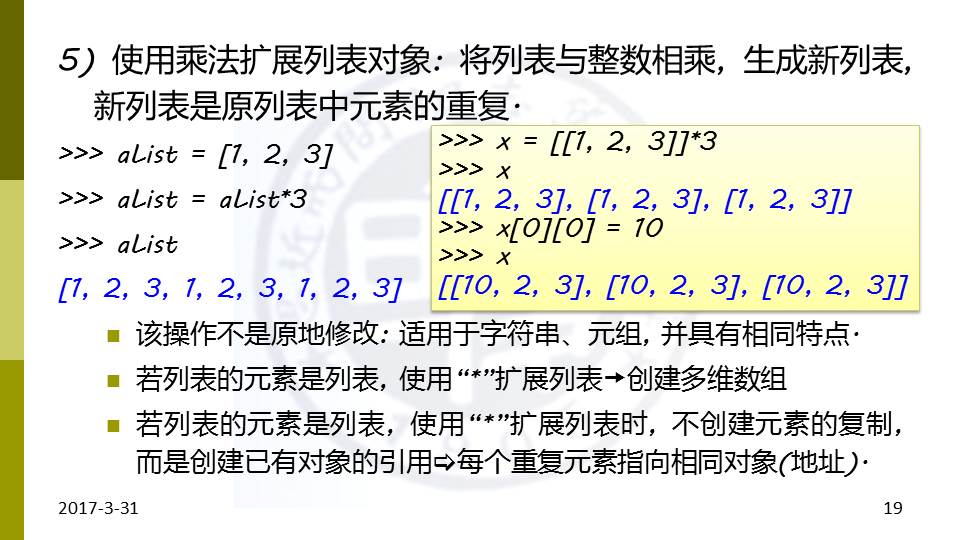 5) 使用乘法扩展列表对象：将列表与整数相乘，生成新列表，
新列表是原列表中元素的重复.
>>> aList = [1, 2, 3]
>>> aList = aList*3
>>> aList
[1, 2, 3, 1, 2, 3, 1, 2, 3]
>>> x = [[1, 2, 3]]*3
>>> x
[[1, 2, 3], [1, 2, 3], [1, 2, 3]]
>>> x[0][0] = 10
>>> x
[[10, 2, 3], [10, 2, 3], [10, 2, 3]]
■ 该操作不是原地修改：适用于字符串、元组，并具有相同特点.
■ 若列表的元素是列表，使用“*”扩展列表➔创建多维数组
■ 若列表的元素是列表，使用“*”扩展列表时，不创建元素的复制，
而是创建已有对象的引用⇨每个重复元素指向相同对象(地址).
2017-3-31
19